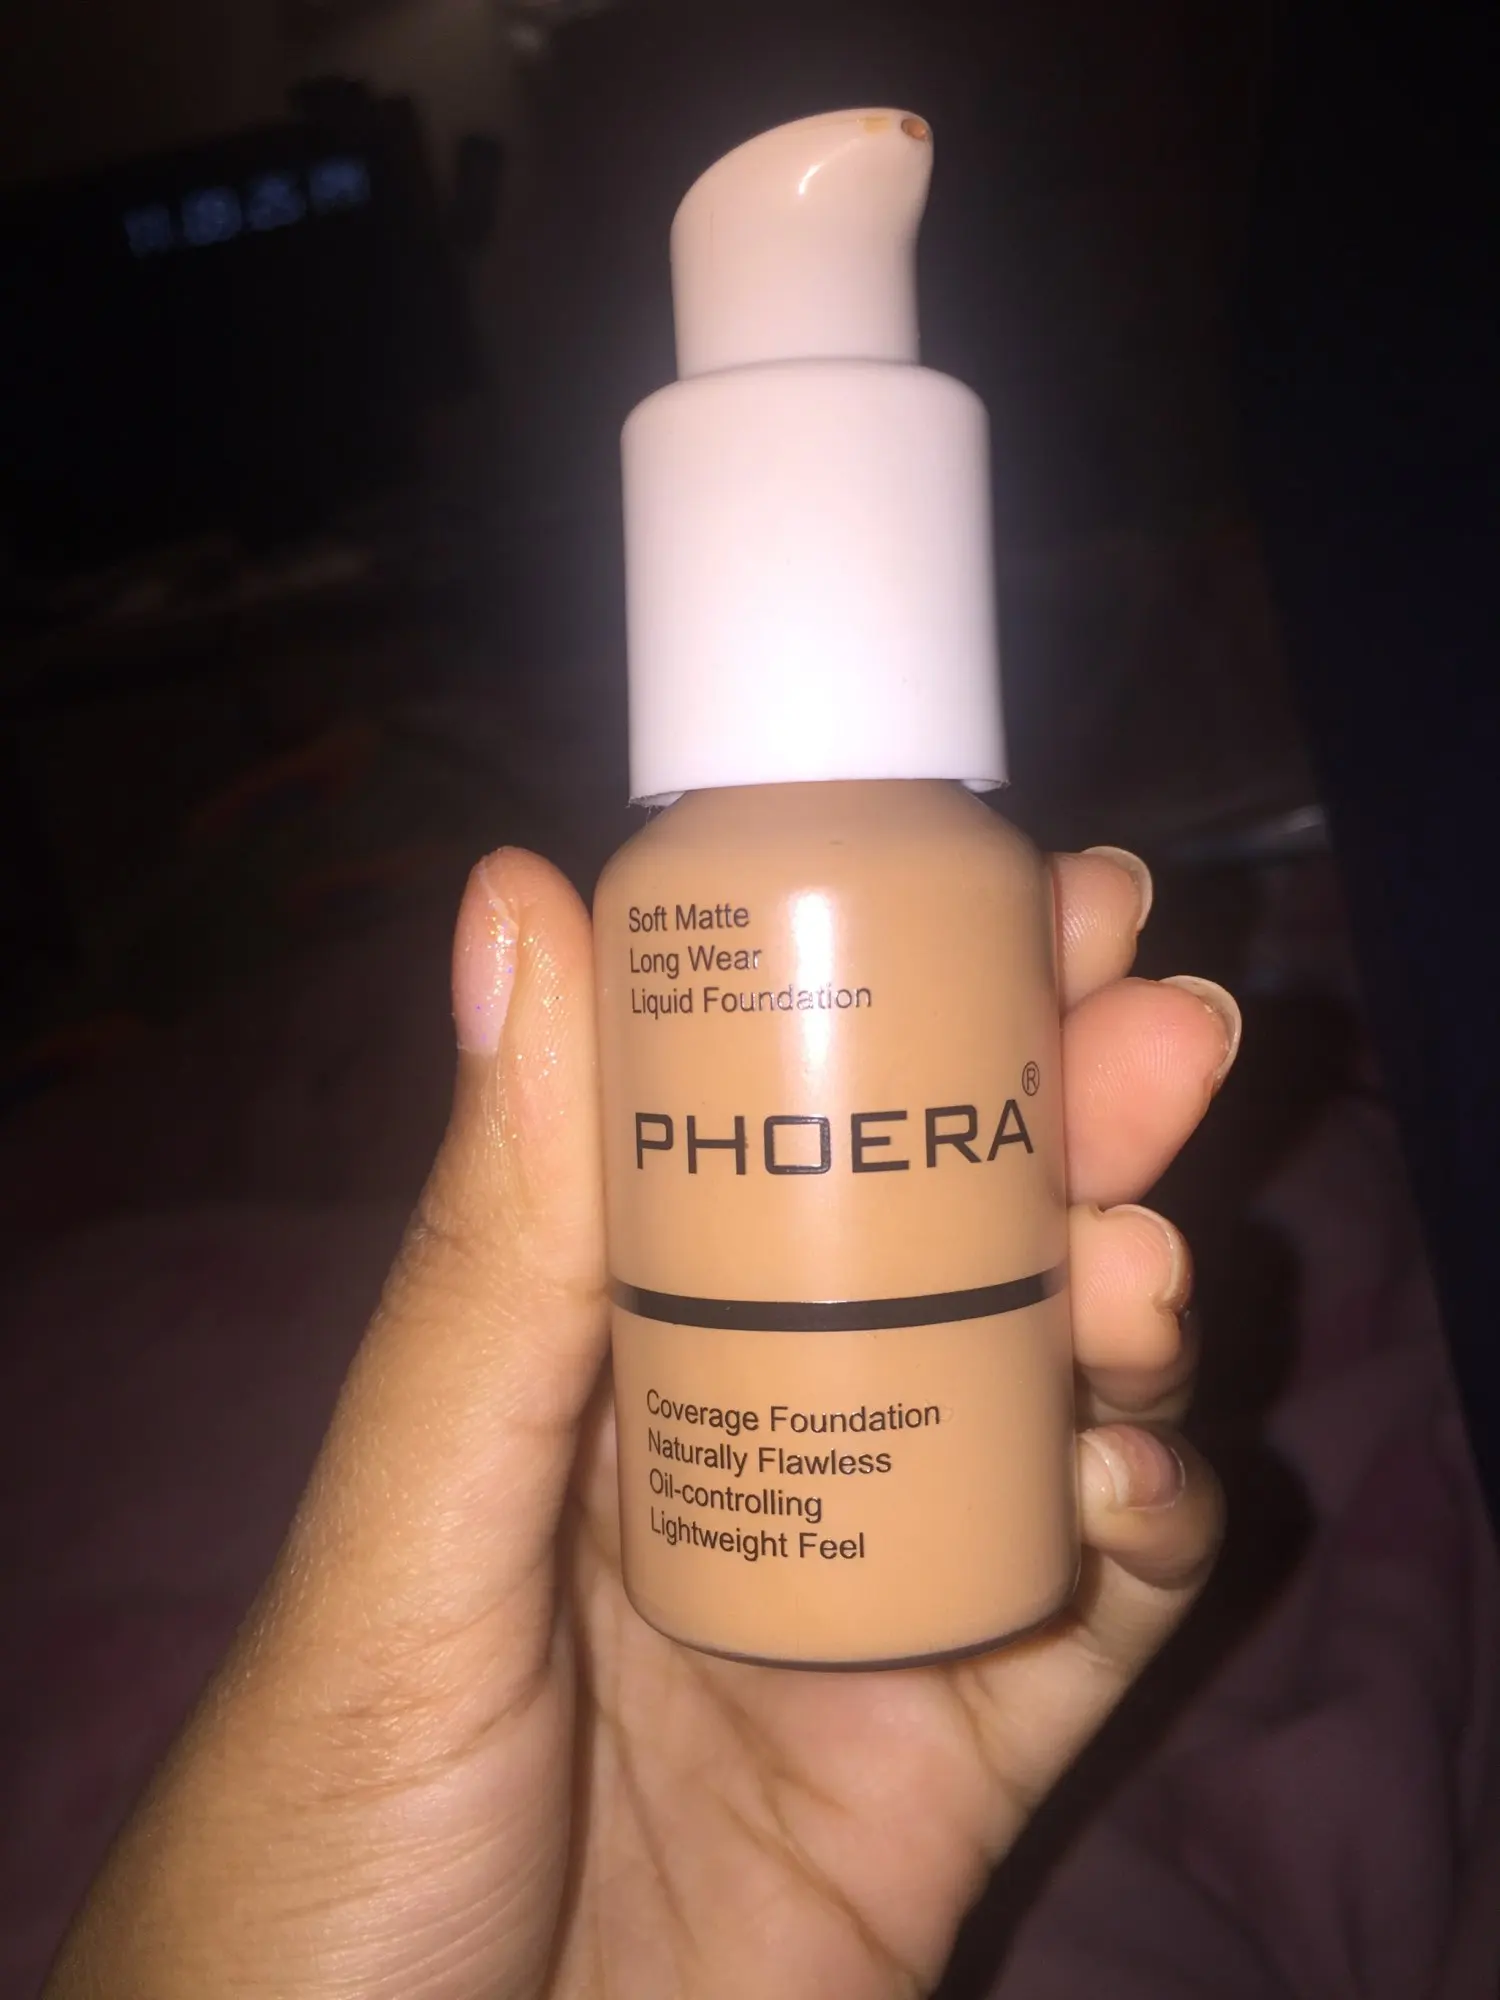 Soft Matte
Long Wear
Liquid Foundation
PHOERA®
Coverage Foundation
Naturally Flawless
Oil-controlling
Lightweight Feel